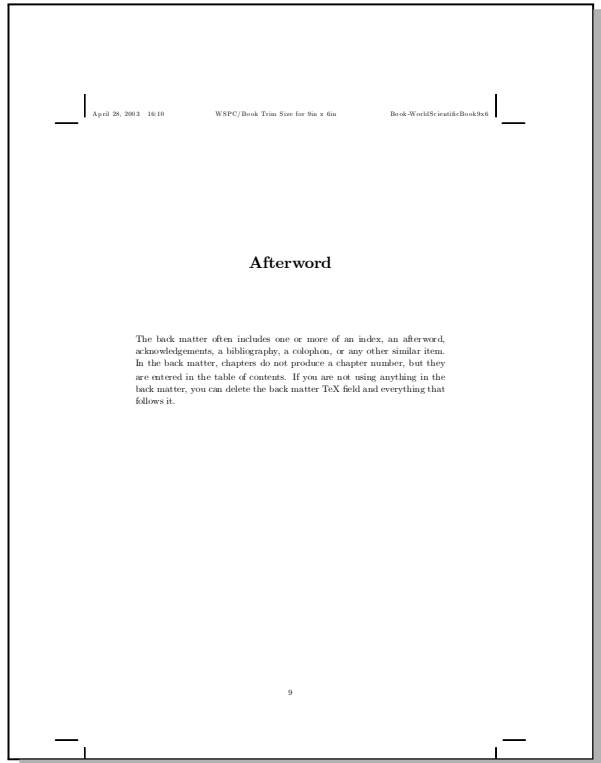 April 28, 2003 16:10 WSPC/Book Trim Size for 9in x 6in Book-WorldScientificBook9x6
Afterword
The back matter often includes one or more of an index, an afterword,
acknowledgements, a bibliography, a colophon, or any other similar item.
In the back matter, chapters do not produce a chapter number, but they
are entered in the table of contents. If you are not using anything in the
back matter, you can delete the back matter TeX field and everything that
follows it.
9